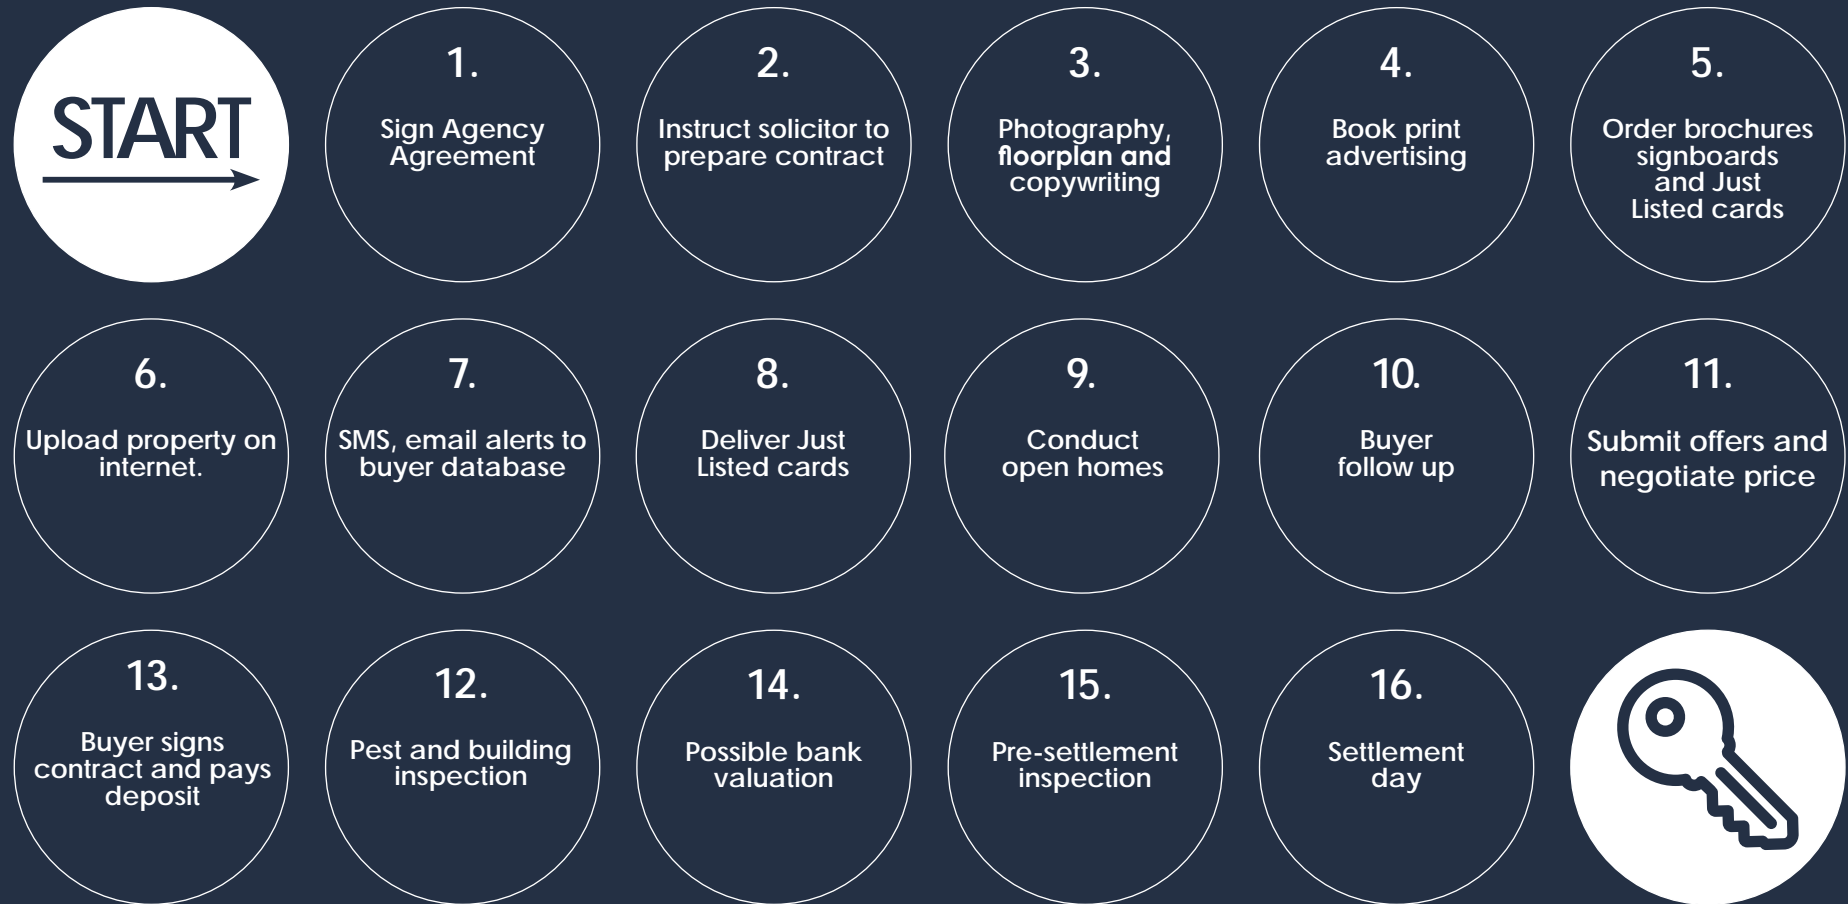 START
1.
Sign Agency
Agreement
2.
Instruct solicitor to
prepare contract
3.
Photography,
floorplan and
copywriting
4.
Book print
advertising
5.
Order brochures
signboards
and Just
Listed cards
6.
Upload property on
internet.
7.
SMS, email alerts to
buyer database
8.
Deliver Just
Listed cards
9.
Conduct
open homes
10.
Buyer
follow up
11.
Submit offers and
negotiate price
13.
Buyer signs
contract and pays
deposit
12.
Pest and building
inspection
14.
Possible bank
valuation
15.
Pre-settlement
inspection
16.
Settlement
day